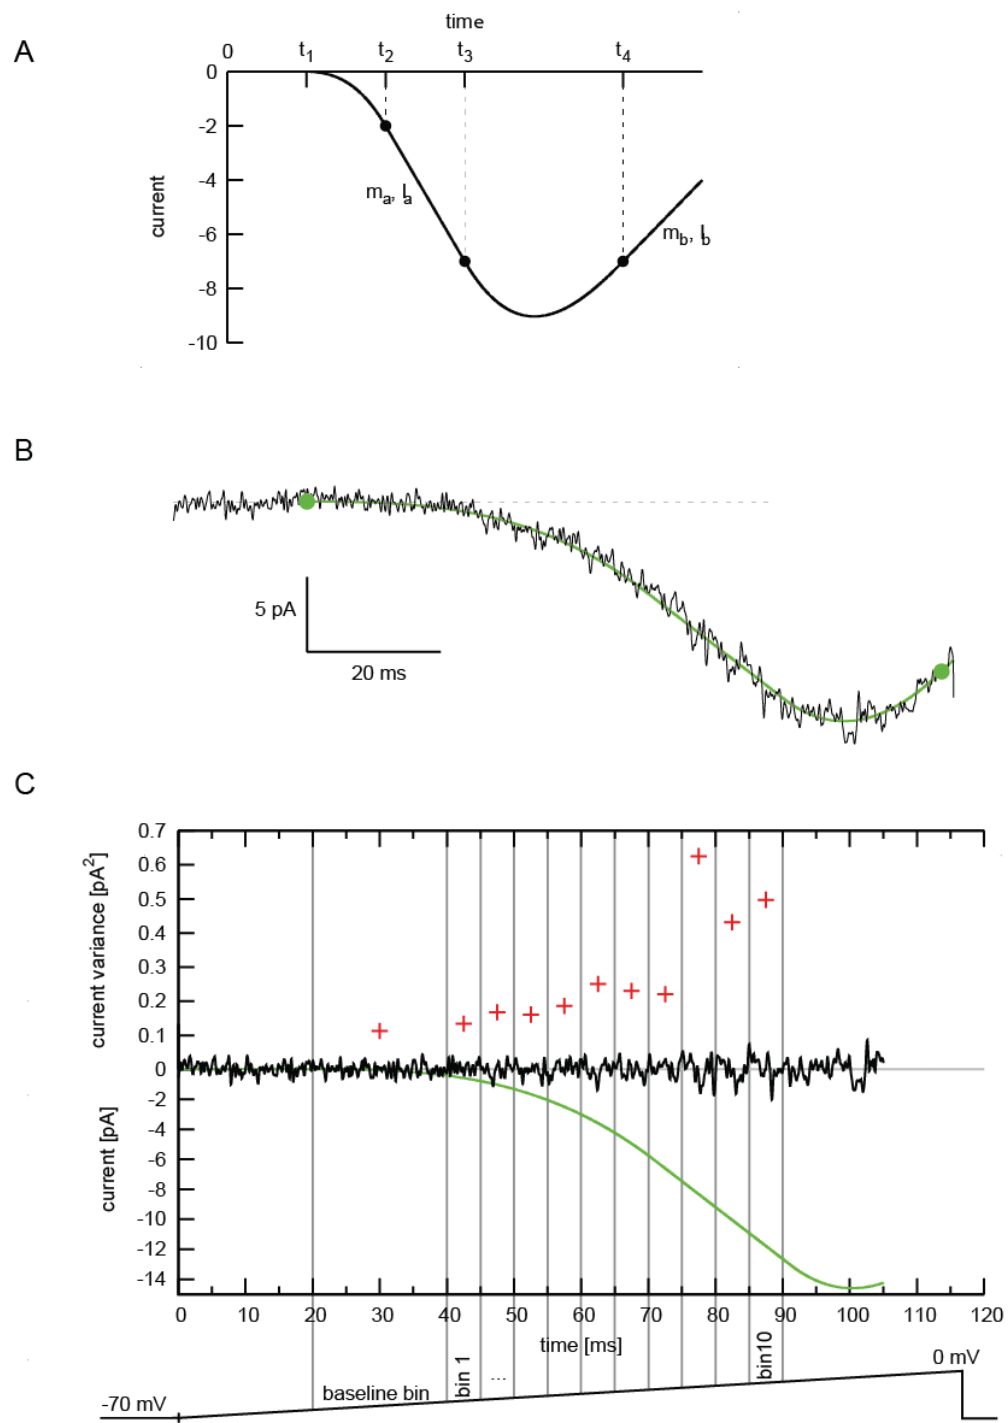 A
time
0 t1 t2 t3 t4
0
-2
-4
-6
-8
-10
current
ma, Ia
mb, Ib
B
5 pA
20 ms
C
0.7
0.6
0.5
0.4
0.3
0.2
0.1
0
-2
-4
-6
-8
-10
-12
-14
current variance [pA2]
current [pA]
0 10 20 30 40 50 60 70 80 90 100 110 120
time [ms]
-70 mV
baseline bin
bin 1
...
bin10
0 mV